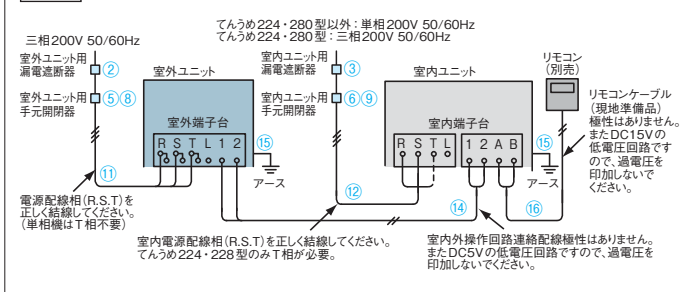 てんうめ224・280型以外：単相200V 50/60Hz
てんうめ224・280型：三相200V 50/60Hz
三相200V 50/60Hz
室外ユニット用
漏電遮断器
②
室外ユニット用
手元開閉器
⑤⑧
室外ユニット
室外端子台
R S T L 1 2
⑮
アース
⑪
電源配線相（R.S.T）を
正しく結線してください。
（単相機はT相不要）
室内ユニット用
漏電遮断器
③
室内ユニット用
手元開閉器
⑥⑨
室内ユニット
室内端子台
R S T L 1 2 A B
⑮
アース
リモコン
（別売）
リモコンケーブル
（現地準備品）
極性はありません。
またDC15Vの
低電圧回路です
ので、過電圧を
印加しないで
ください。
⑫
⑭
⑯
室内電源配線相（R.S.T）を正しく結線してください。
てんうめ224・228型のみT相が必要。
室内外操作回路連絡配線極性はありません。
またDC5Vの低電圧回路ですので、過電圧を
印加しないでください。